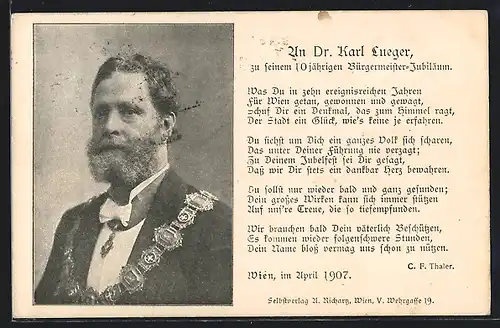 An Dr. Karl Lueger,
zu seinem 10jährigen Bürgermeister-Jubiläum.
Was Du in zehn ereignisreichen Jahren
Für Wien getan, gewonnen und gewagt,
Schuf Dir ein Denkmal, das zum Himmel ragt,
Der Stadt ein Glück, wie's keine je erfahren.
Du siehst um Dich ein ganzes Volk sich scharen,
Das unter Deiner Führung nie verzagt;
Zu Deinem Jubelfest sei Dir gesagt,
Daß wir Dir stets ein dankbar Herz bewahren.
Du sollst nur wieder bald und ganz gesunden;
Dein großes Wirken kann sich immer stützen
Auf uns're Treue, die so tiefempfunden.
Wir brauchen bald Dein väterlich Beschützen,
Es kommen wieder folgenschwere Stunden,
Dein Name bloß vermag uns schon zu nützen.
C. F. Thaler.
Wien, im April 1907.
Selbstverlag R. Richartz, Wien, V. Wehrgasse 19.